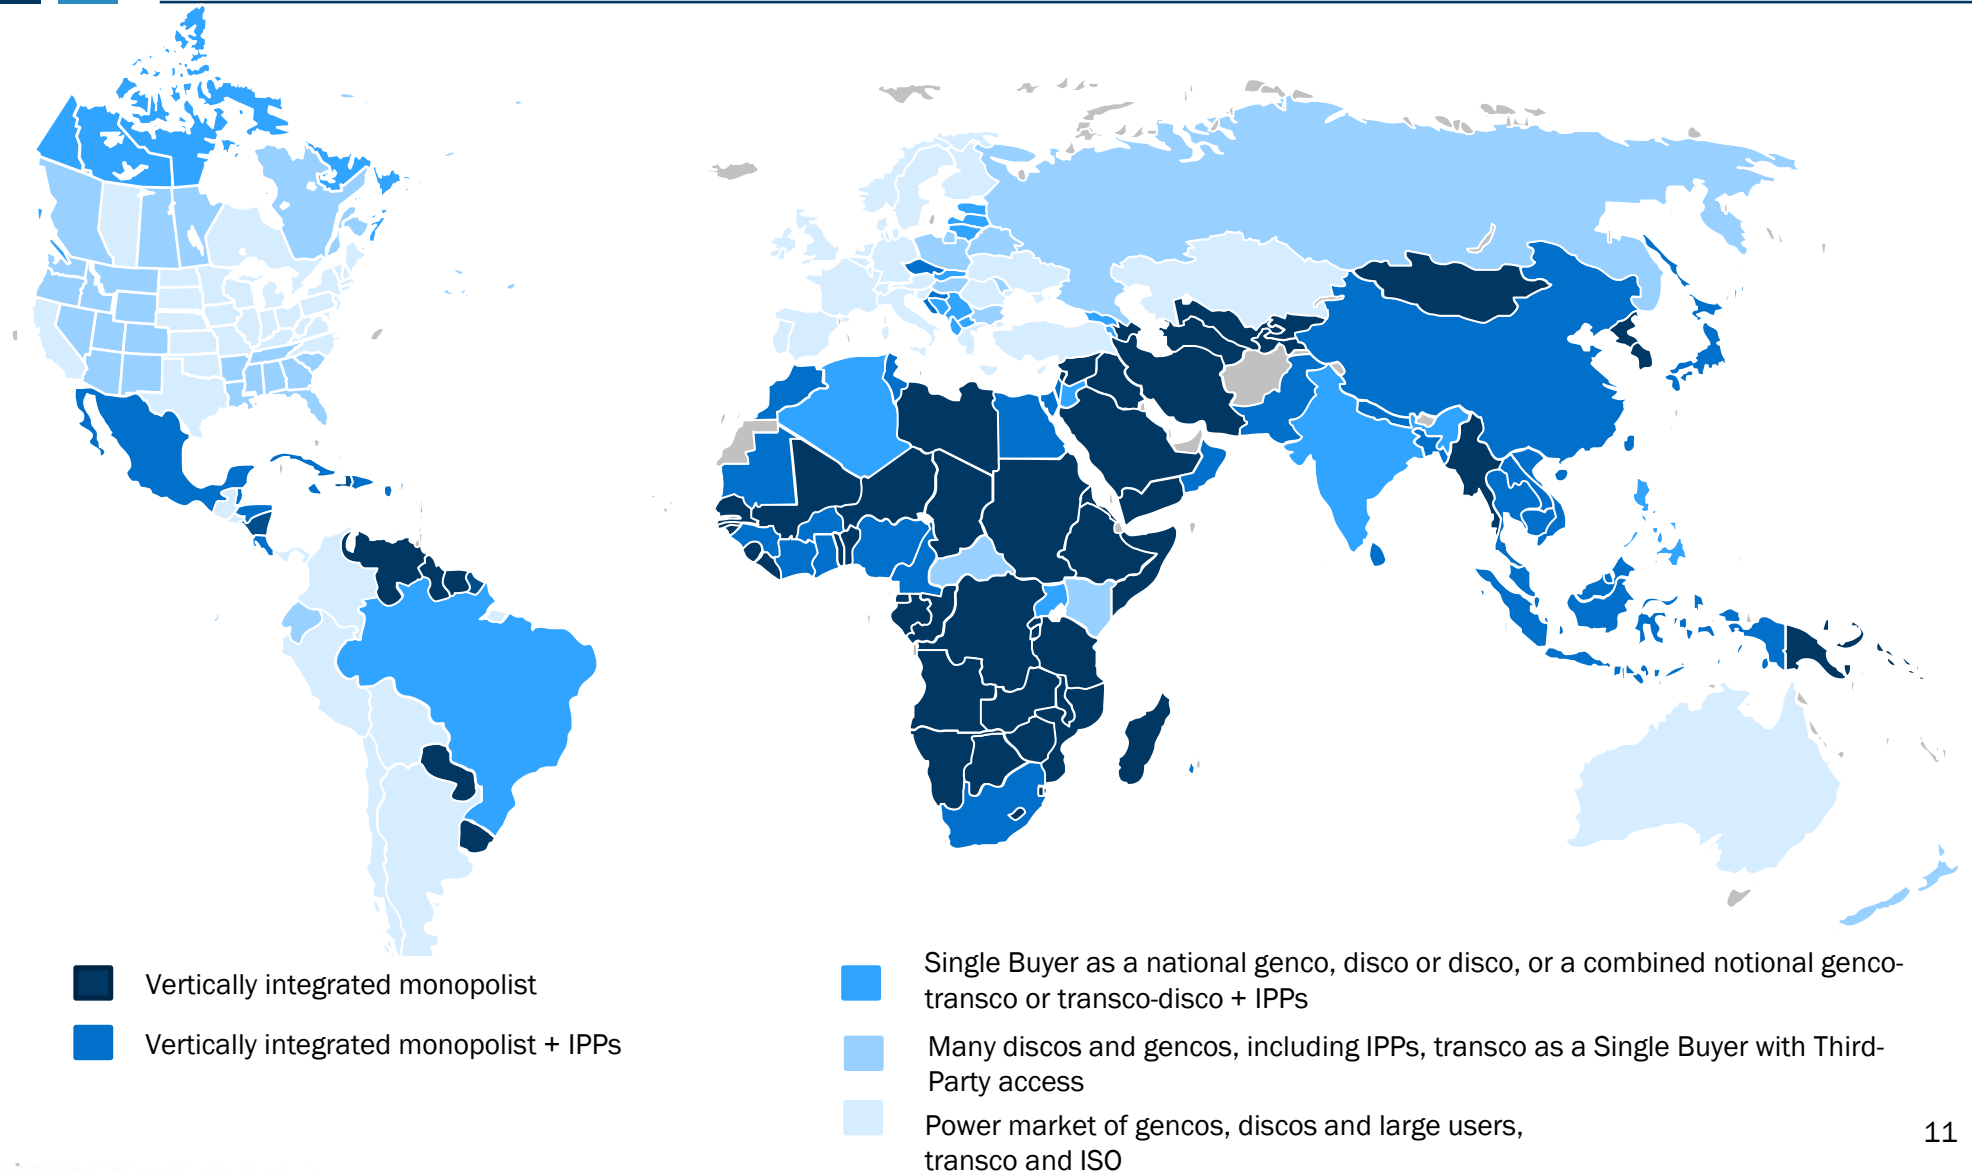 Vertically integrated monopolist
Vertically integrated monopolist + IPPs
Single Buyer as a national genco, disco or disco, or a combined notional genco-
transco or transco-disco + IPPs
Many discos and gencos, including IPPs, transco as a Single Buyer with Third-
Party access
Power market of gencos, discos and large users,
transco and ISO
11